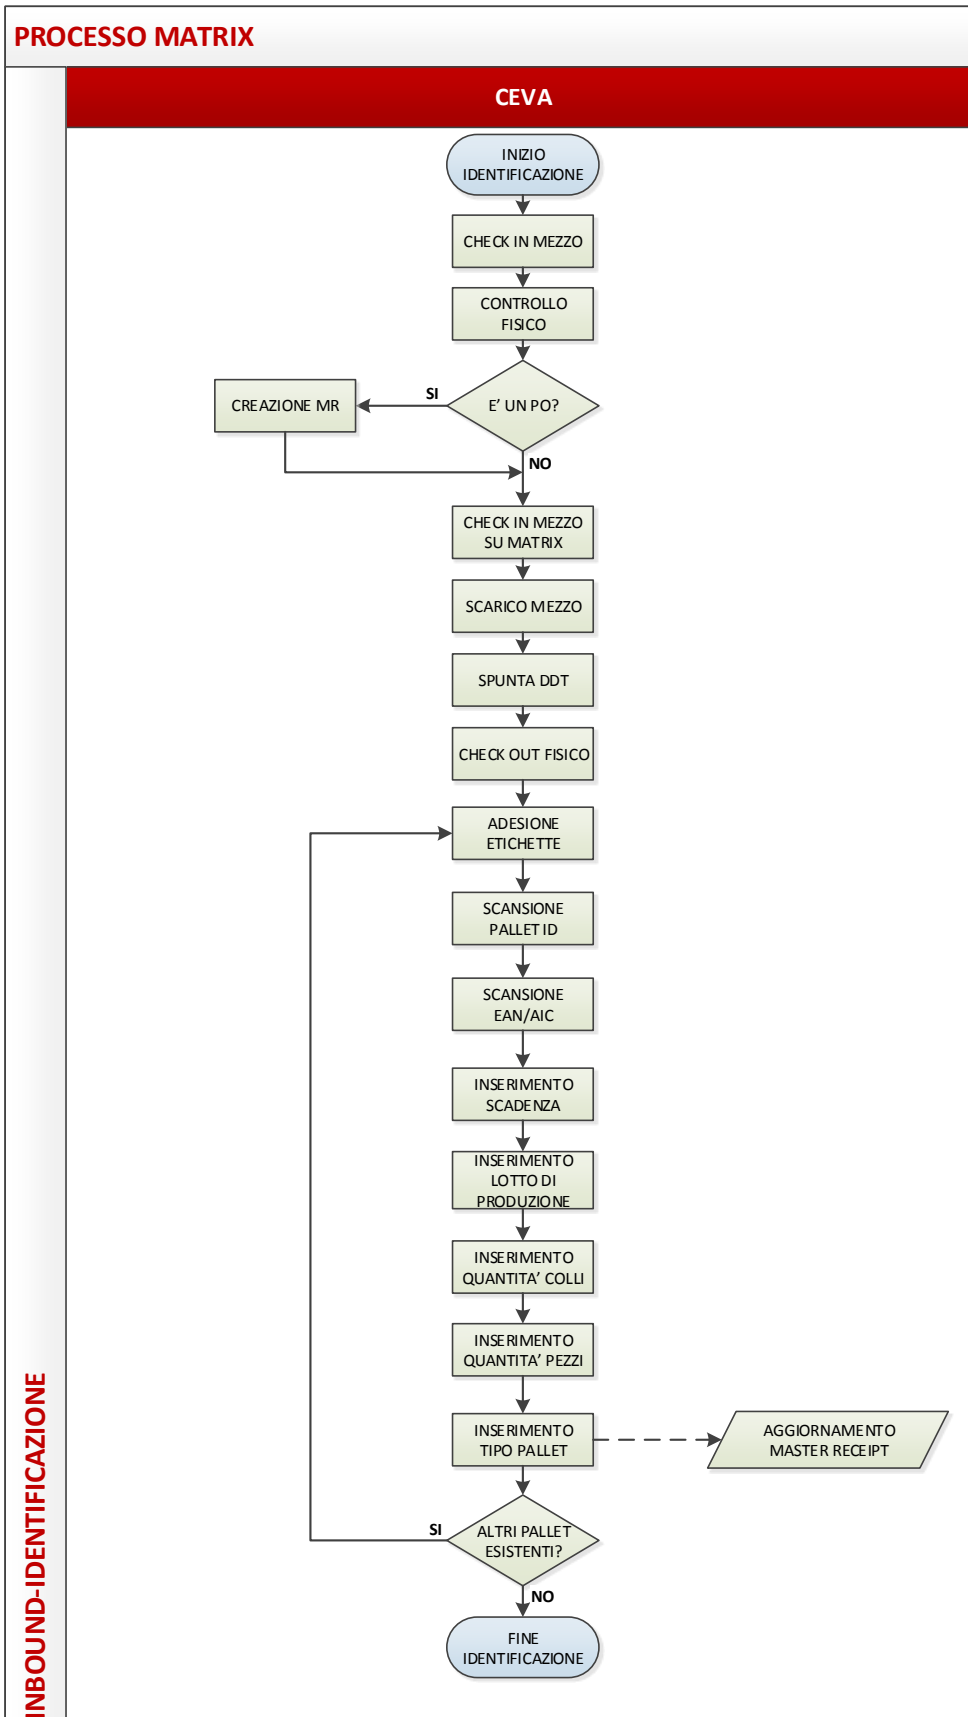 PROCESSO MATRIX
CEVA
INBOUND-IDENTIFICAZIONE
INIZIO
IDENTIFICAZIONE
CHECK IN MEZZO
CONTROLLO
FISICO
E’ UN PO?
SI
CREAZIONE MR
NO
CHECK IN MEZZO
SU MATRIX
SCARICO MEZZO
SPUNTA DDT
CHECK OUT FISICO
ADESIONE
ETICHETTE
SCANSIONE
PALLET ID
SCANSIONE
EAN/AIC
INSERIMENTO
SCADENZA
INSERIMENTO
LOTTO DI
PRODUZIONE
INSERIMENTO
QUANTITA’ COLLI
INSERIMENTO
QUANTITA’ PEZZI
INSERIMENTO
TIPO PALLET
AGGIORNAMENTO
MASTER RECEIPT
ALTRI PALLET
ESISTENTI?
SI
NO
FINE
IDENTIFICAZIONE